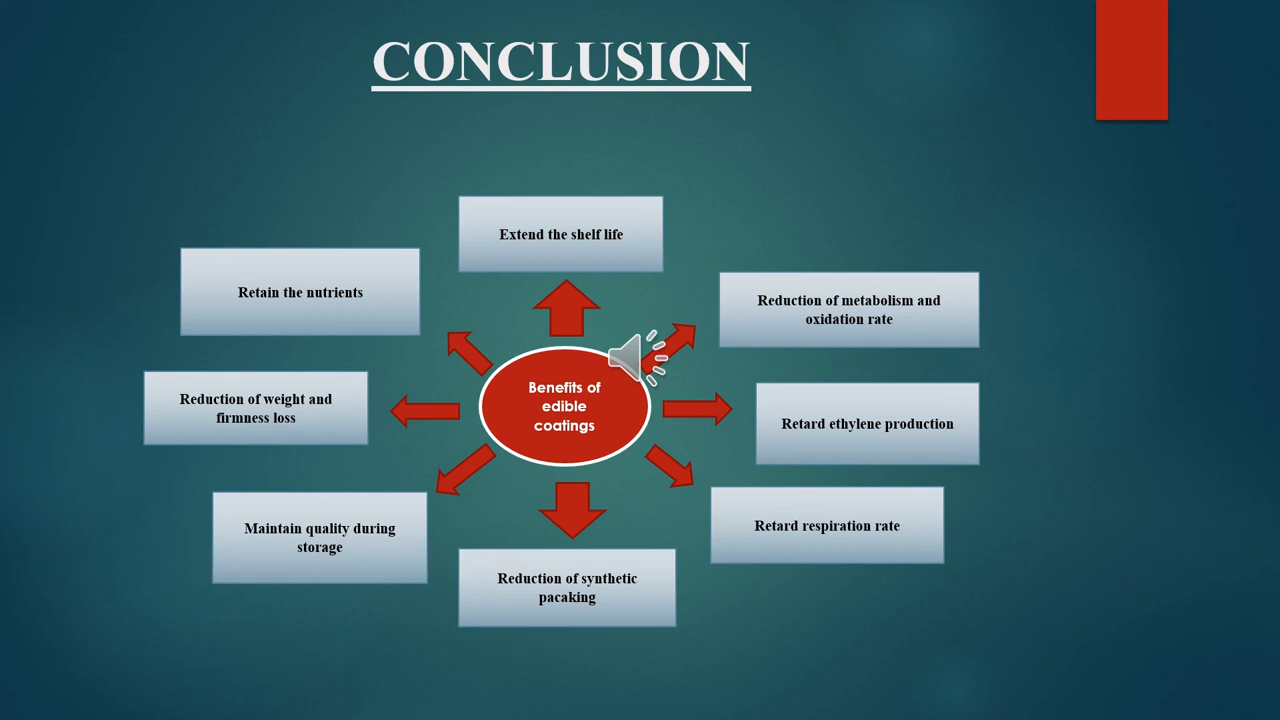 CONCLUSION
Extend the shelf life
Retain the nutrients
Reduction of metabolism and
oxidation rate
Reduction of weight and
firmness loss
Benefits of
edible
coatings
Retard ethylene production
Maintain quality during
storage
Retard respiration rate
Reduction of synthetic
pacaking